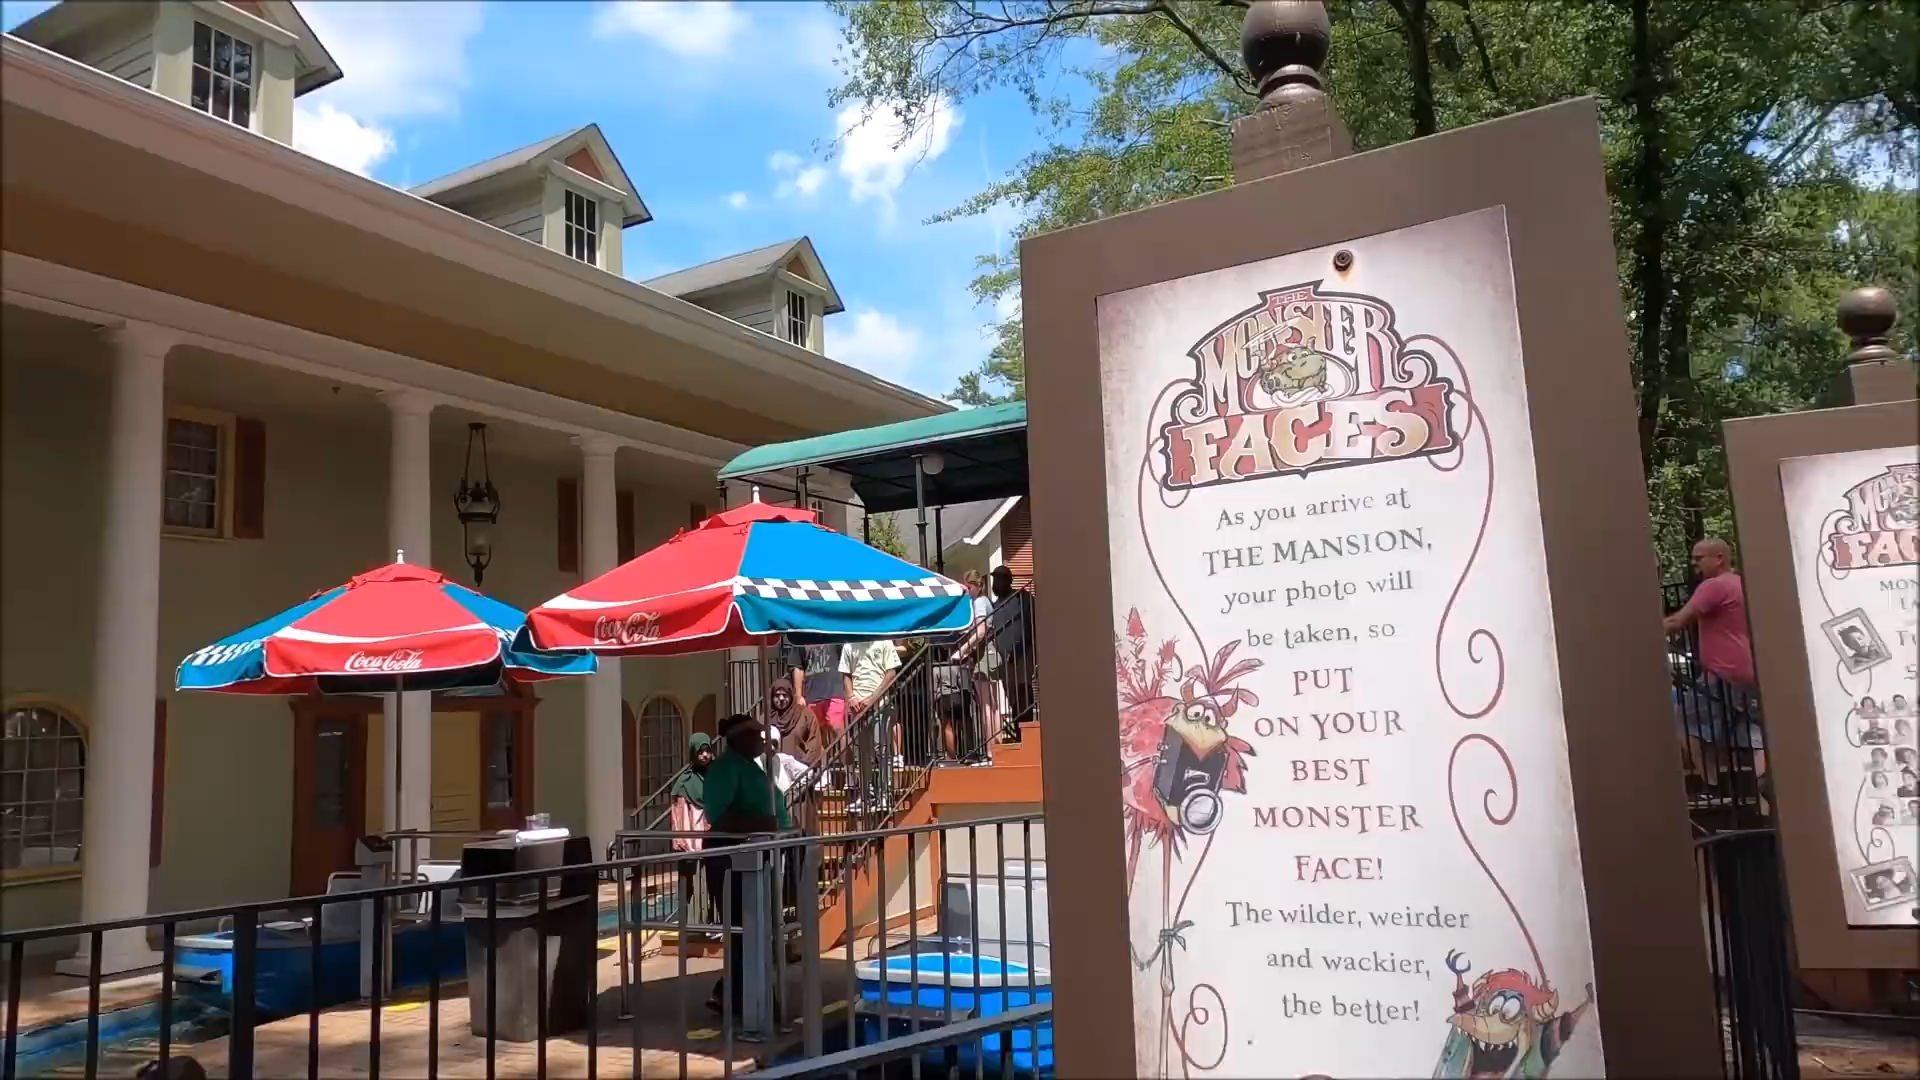 THE
MONSTER
FACES
As you arrive at
THE MANSION,
your photo will
be taken, so
PUT
ON YOUR
BEST
MONSTER
FACE!
The wilder, weirder
and wackier,
the better!
Coca-Cola
Coca-Cola